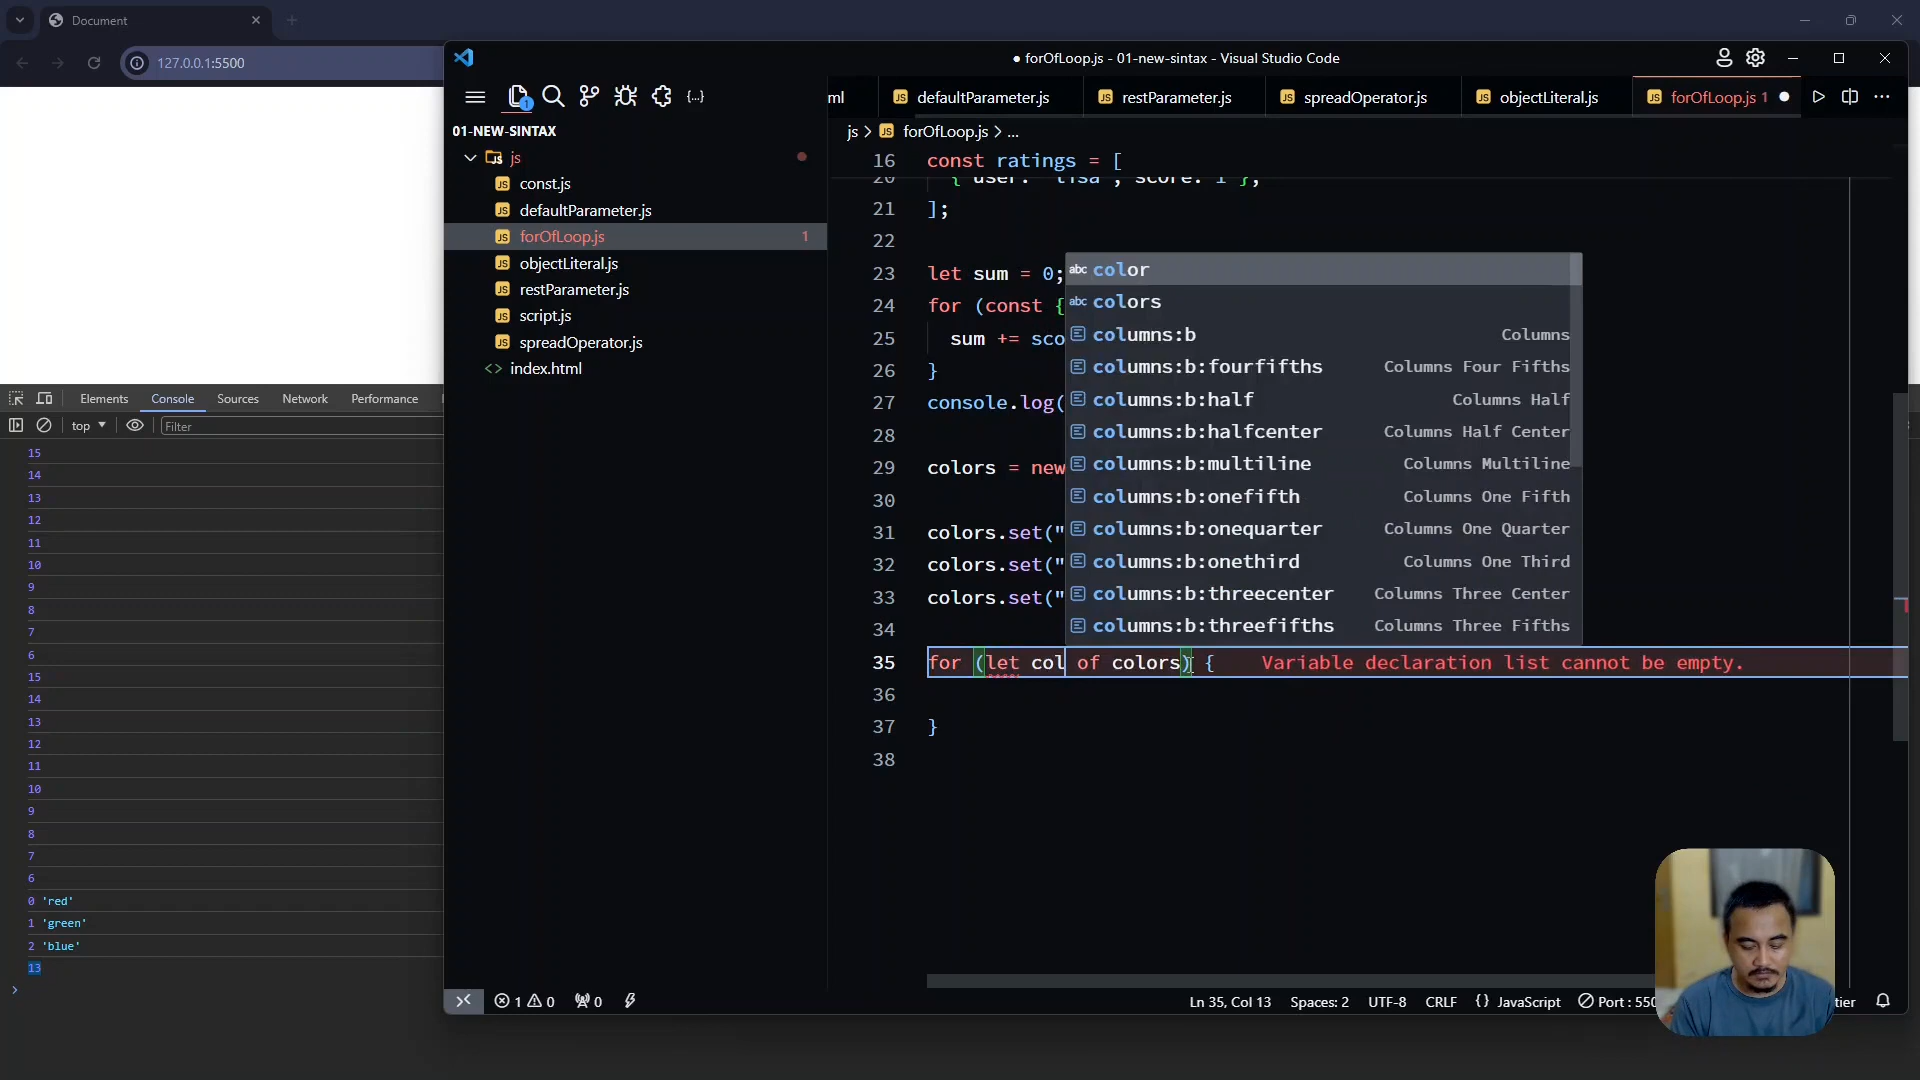 Document
127.0.0.1:5500
forOfLoop.js - 01-new-sintax - Visual Studio Code
ml
defaultParameter.js
restParameter.js
spreadOperator.js
objectLiteral.js
forOfLoop.js 1
js > forOfLoop.js > ...
01-NEW-SINTAX
js
const.js
defaultParameter.js
forOfLoop.js 1
objectLiteral.js
restParameter.js
script.js
spreadOperator.js
index.html
16 const ratings = [
20 { user: "lisa", score: 1 },
21 ];
22
23 let sum = 0;
24 for (const {
25 sum += sco
26 }
27 console.log(
28
29 colors = new
30
31 colors.set("
32 colors.set("
33 colors.set("
34
35 for (let col of colors) { Variable declaration list cannot be empty.
36
37 }
38
color
colors
columns:b Columns
columns:b:fourfifths Columns Four Fifths
columns:b:half Columns Half
columns:b:halfcenter Columns Half Center
columns:b:multiline Columns Multiline
columns:b:onefifth Columns One Fifth
columns:b:onequarter Columns One Quarter
columns:b:onethird Columns One Third
columns:b:threecenter Columns Three Center
columns:b:threefifths Columns Three Fifths
Elements Console Sources Network Performance
top Filter
15
14
13
12
11
10
9
8
7
6
15
14
13
12
11
10
9
8
7
6
0 'red'
1 'green'
2 'blue'
13
1 0 0
Ln 35, Col 13 Spaces: 2 UTF-8 CRLF {} JavaScript Port : 550 tier